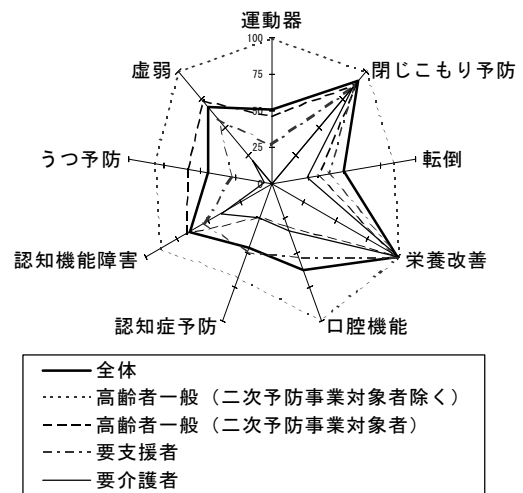 運動器
100
虚弱
閉じこもり予防
75
50
うつ予防
25
転倒
0
認知機能障害
栄養改善
認知症予防
口腔機能
全体
高齢者一般（二次予防事業対象者除く）
高齢者一般（二次予防事業対象者）
要支援者
要介護者